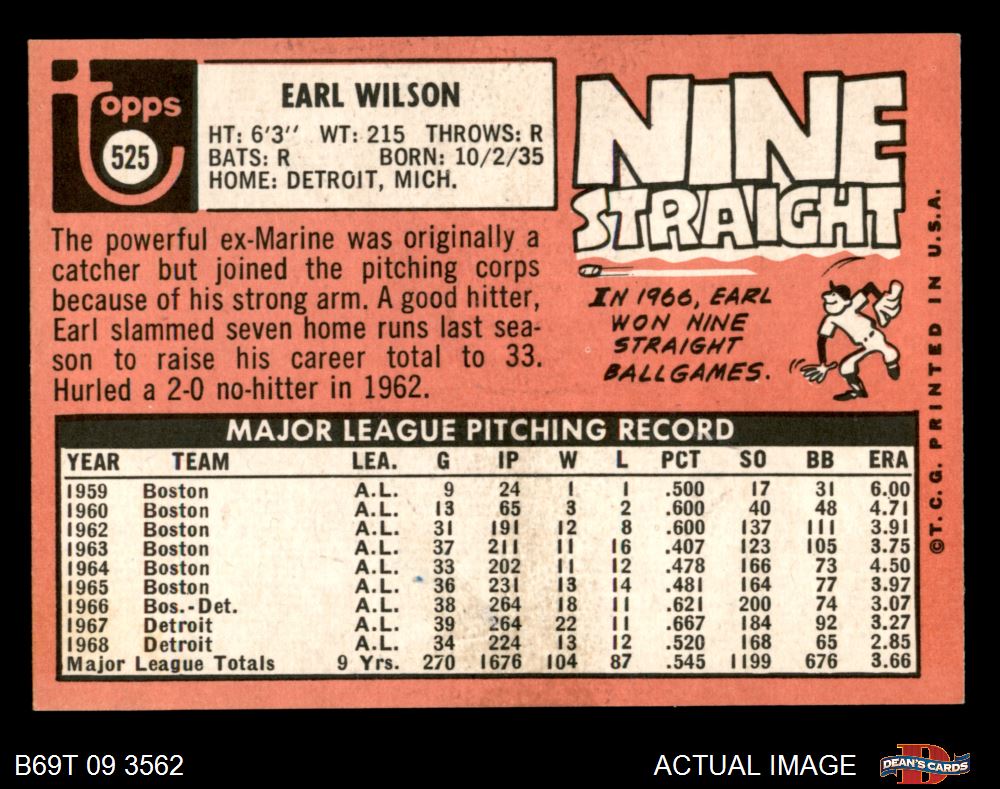 Topps
525
EARL WILSON
HT: 6'3" WT: 215 THROWS: R
BATS: R BORN: 10/2/35
HOME: DETROIT, MICH.
The powerful ex-Marine was originally a
catcher but joined the pitching corps
because of his strong arm. A good hitter,
Earl slammed seven home runs last sea-
son to raise his career total to 33.
Hurled a 2-0 no-hitter in 1962.
NINE
STRAIGHT
IN 1966, EARL
WON NINE
STRAIGHT
BALLGAMES.
©T. C. G. PRINTED IN U.S.A.
MAJOR LEAGUE PITCHING RECORD
YEAR TEAM LEA. G IP W L PCT SO BB ERA
1959 Boston A.L. 9 24 1 1 .500 17 31 6.00
1960 Boston A.L. 13 65 3 2 .600 40 48 4.71
1962 Boston A.L. 31 191 12 8 .600 137 111 3.91
1963 Boston A.L. 37 211 11 16 .407 123 105 3.75
1964 Boston A.L. 33 202 11 12 .478 166 73 4.50
1965 Boston A.L. 36 231 13 14 .481 164 77 3.97
1966 Bos.-Det. A.L. 38 264 18 11 .621 200 74 3.07
1967 Detroit A.L. 39 264 22 11 .667 184 92 3.27
1968 Detroit A.L. 34 224 13 12 .520 168 65 2.85
Major League Totals 9 Yrs. 270 1676 104 87 .545 1199 676 3.66
B69T 09 3562
ACTUAL IMAGE
DEAN'S CARDS